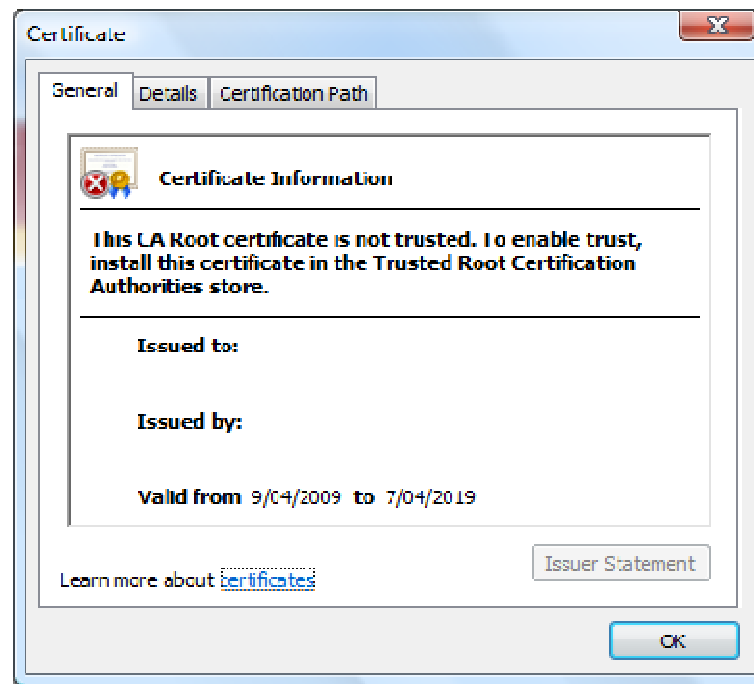 Certificate
General Details Certification Path
Certificate Information
This CA Root certificate is not trusted. To enable trust,
install this certificate in the Trusted Root Certification
Authorities store.
Issued to:
Issued by:
Valid from 9/04/2009 to 7/04/2019
Issuer Statement
Learn more about certificates
OK